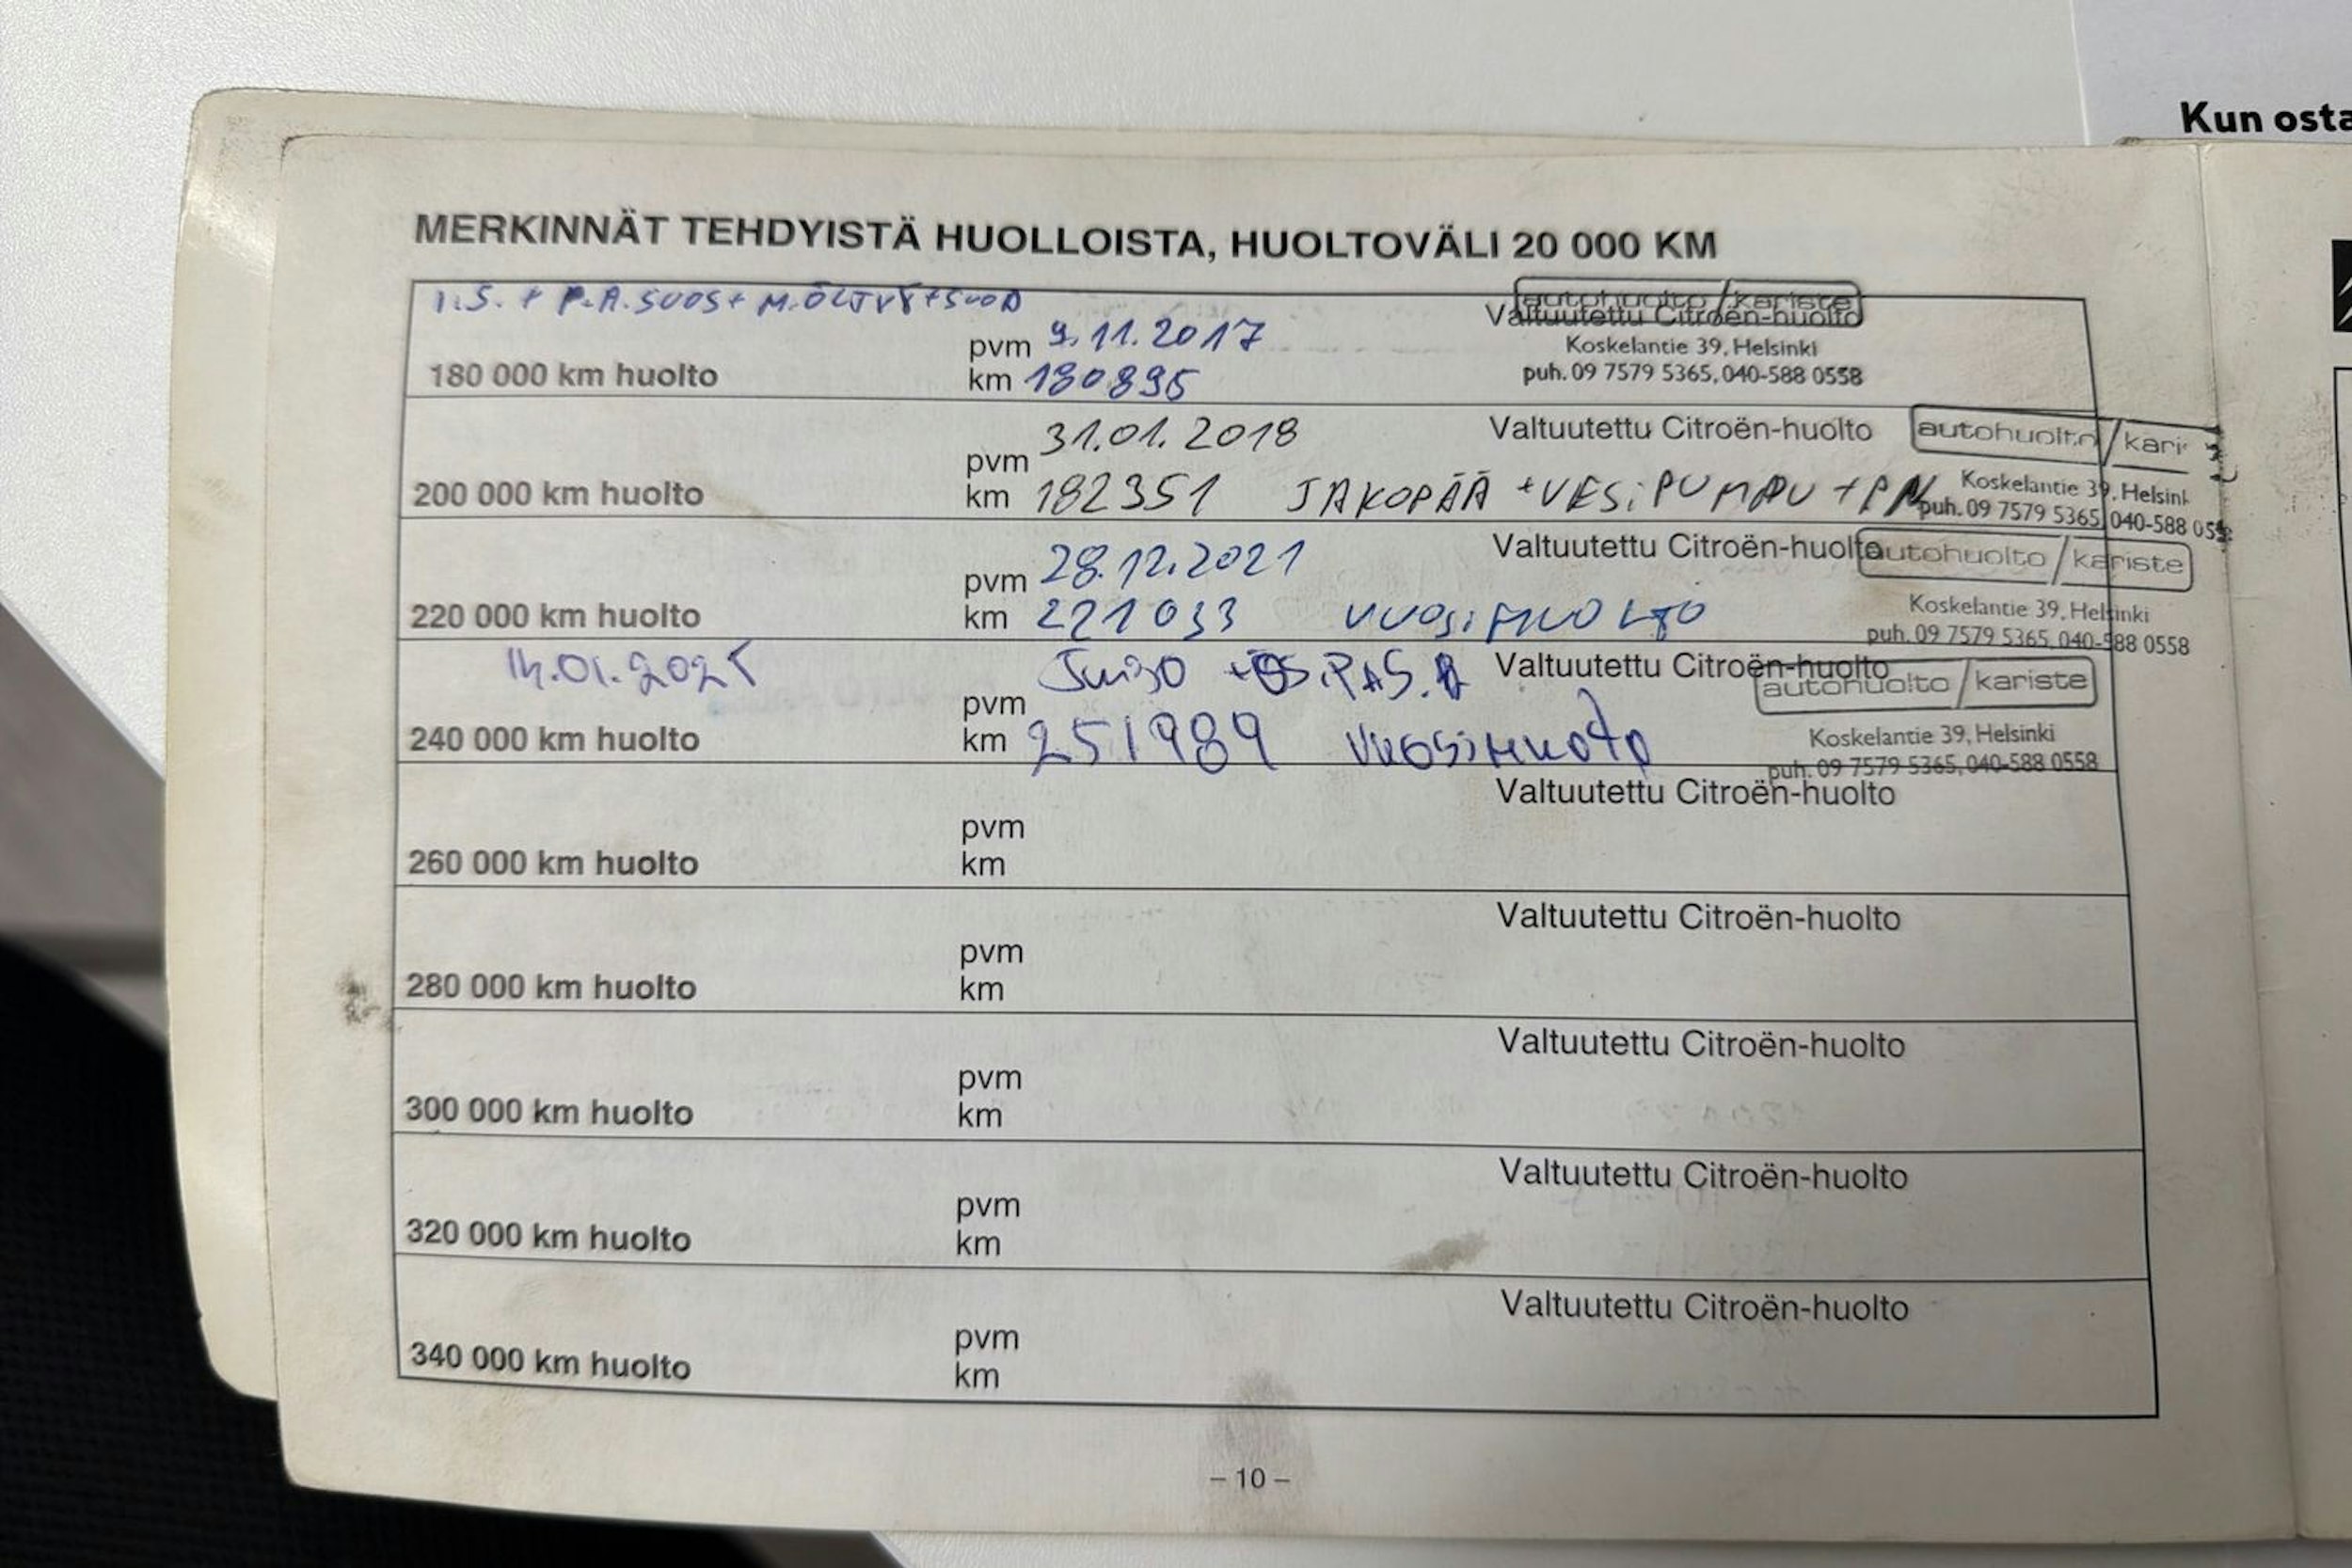 Kun osta
MERKINNÄT TEHDYISTÄ HUOLLOISTA, HUOLTOVÄLI 20 000 KM
I.S. + P.A.SUOS+ M.ÖLJYT+SUOD
autohuolto / kariste
Valtuutettu Citroën-huolto
pvm 9.11.2017
Koskelantie 39, Helsinki
180 000 km huolto km 180895
puh. 09 7579 5365, 040-588 0558
pvm 31.01.2018 Valtuutettu Citroën-huolto autohuolto / kari
200 000 km huolto km 182351 JAKOPÄÄ + VESiPUMPPU +
Koskelantie 39, Helsink
puh. 09 7579 5365, 040-588 055
pvm 28.12.2021 Valtuutettu Citroën-huolto autohuolto / kariste
220 000 km huolto km 221033 VUOSiHUOLTO
Koskelantie 39, Helsinki
puh. 09 7579 5365, 040-588 0558
14.01.2025 Valtuutettu Citroën-huolto
autohuolto / kariste
pvm
240 000 km huolto km 251989 VUOSiHUOLTO
Koskelantie 39, Helsinki
puh. 09 7579 5365, 040-588 0558
Valtuutettu Citroën-huolto
pvm
260 000 km huolto km
Valtuutettu Citroën-huolto
pvm
280 000 km huolto km
Valtuutettu Citroën-huolto
pvm
300 000 km huolto km
Valtuutettu Citroën-huolto
pvm
320 000 km huolto km
Valtuutettu Citroën-huolto
pvm
340 000 km huolto km
– 10 –